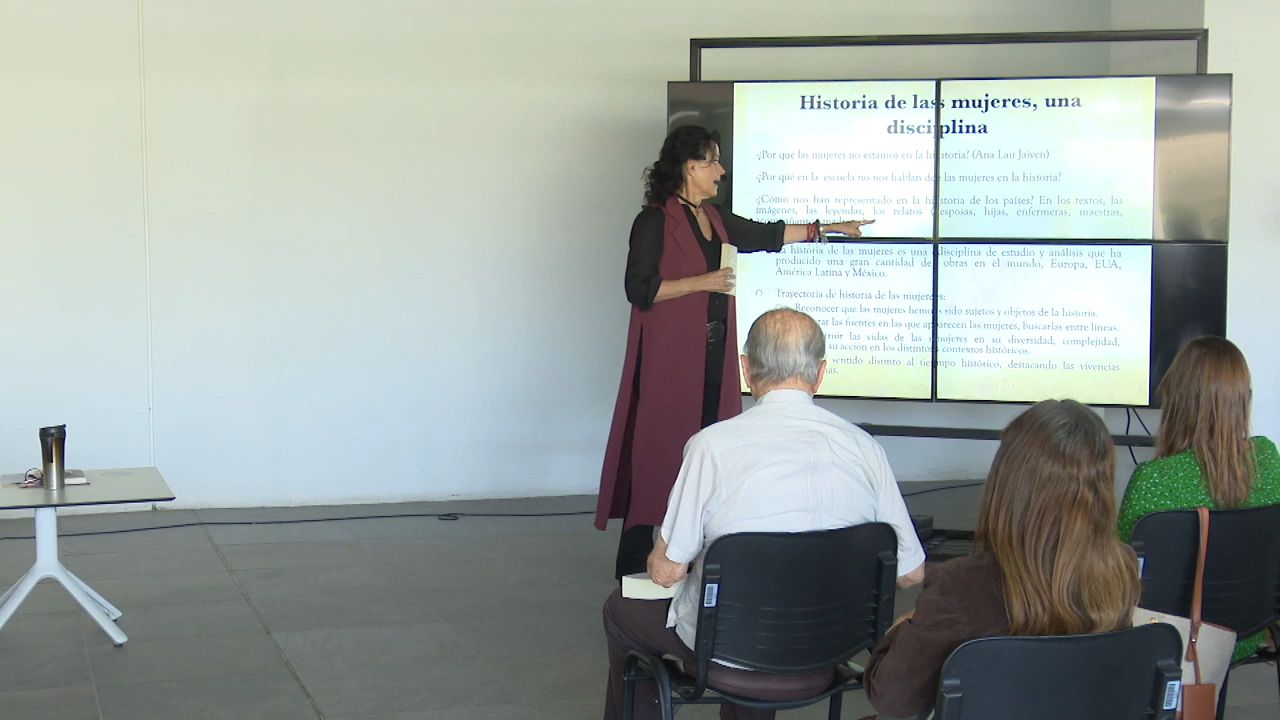 Historia de las mujeres, una
disciplina
¿Por qué las mujeres no estamos en la historia? (Ana Lau Jaiven)
¿Por qué en la escuela no nos hablan de las mujeres en la historia?
¿Cómo nos han representado en la historia de los países? En los textos, las
imágenes, las leyendas, los relatos esposas, hijas, enfermeras, maestras,
historia de las mujeres es una disciplina de estudio y análisis que ha
producido una gran cantidad de obras en el mundo, Europa, EUA,
América Latina y México.
Trayectoria de historia de las mujeres:
Reconocer que las mujeres hemos sido sujetos y objetos de la historia.
las fuentes en las que aparecen las mujeres, buscarlas entre líneas.
las vidas de las mujeres en su diversidad, complejidad,
su acción en los distintos contextos históricos.
sentido distinto al tiempo histórico, destacando las vivencias